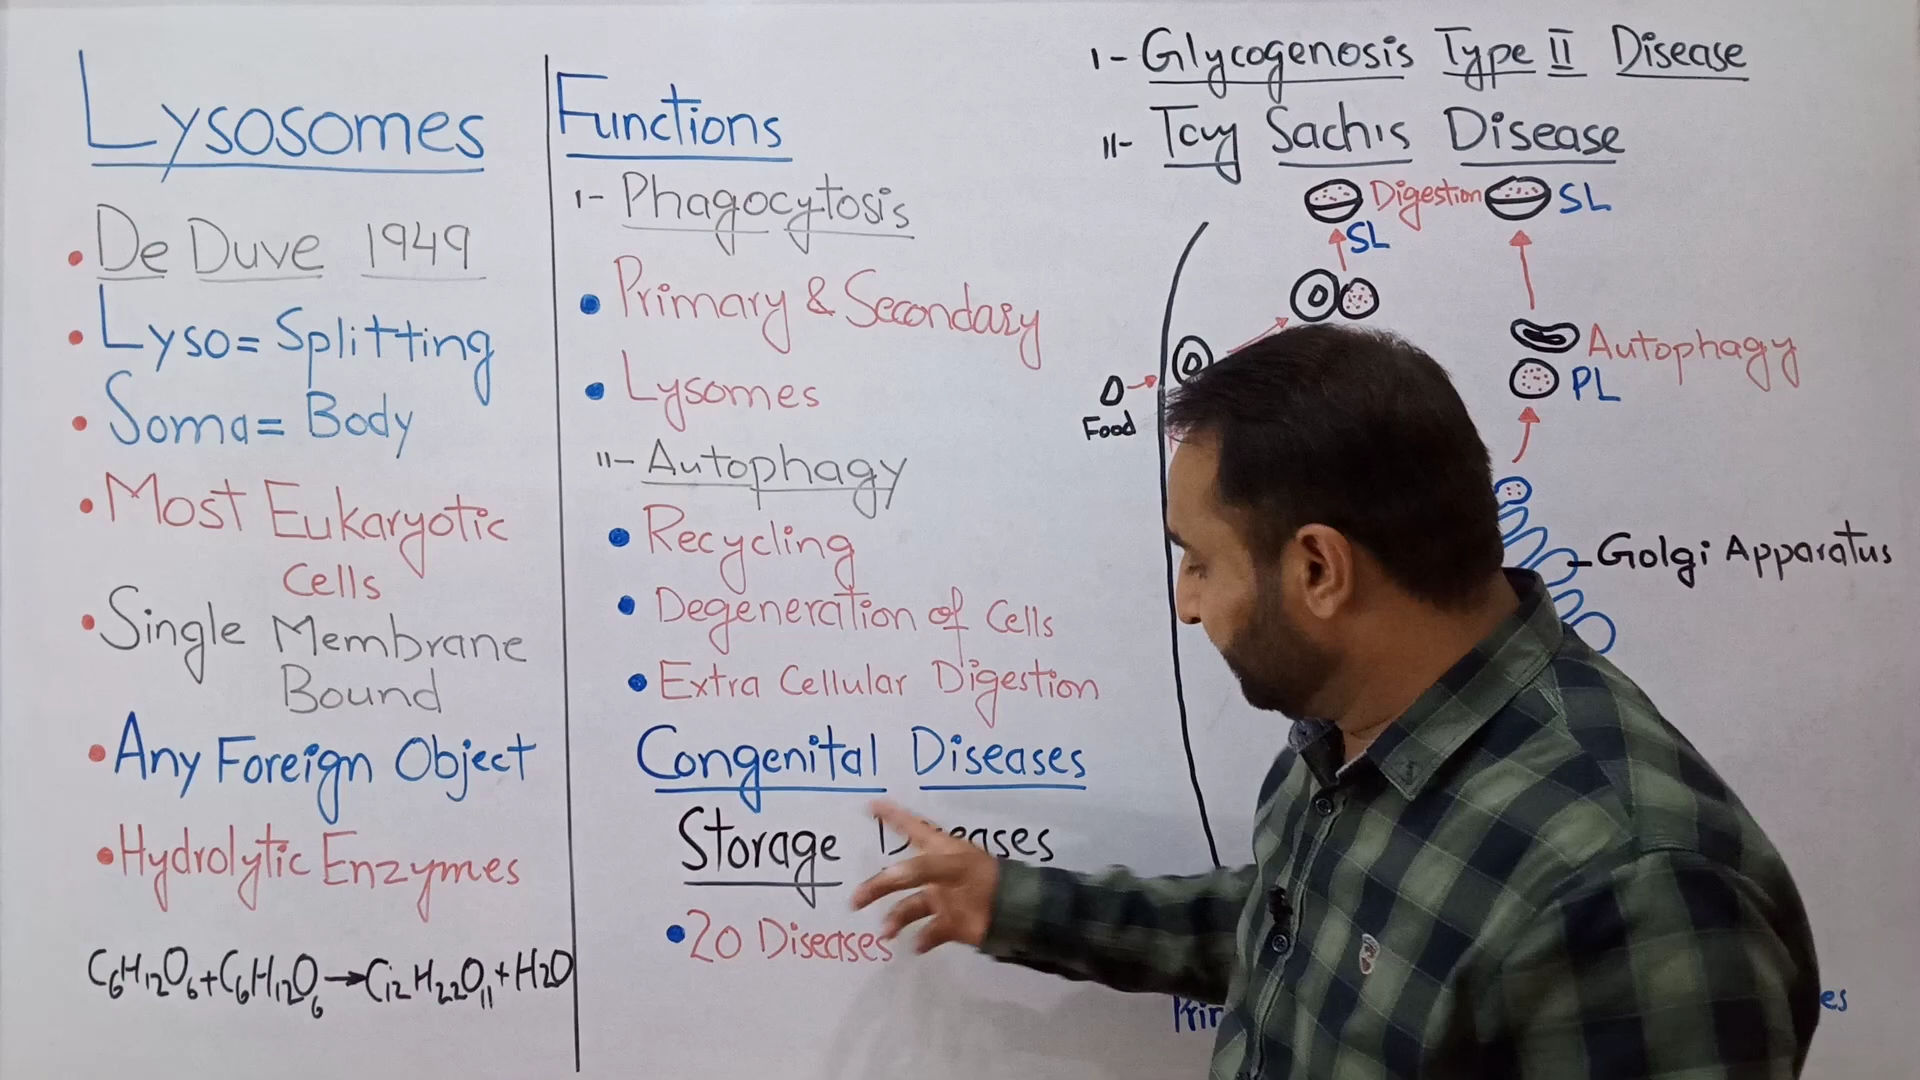 Lysosomes
• De Duve 1949
• Lyso= Splitting
• Soma= Body
• Most Eukaryotic
Cells
• Single Membrane
Bound
• Any Foreign Object
• Hydrolytic Enzymes
C6H12O6+C6H12O6→C12H22O11+H2O
Functions
I- Phagocytosis
• Primary & Secondary
• Lysomes
II- Autophagy
• Recycling
• Degeneration of Cells
• Extra Cellular Digestion
Congenital Diseases
Storage Diseases
• 20 Diseases
I- Glycogenosis Type II Disease
II- Tay Sachis Disease
Digestion SL
SL
Autophagy
PL
Food
Golgi Apparatus